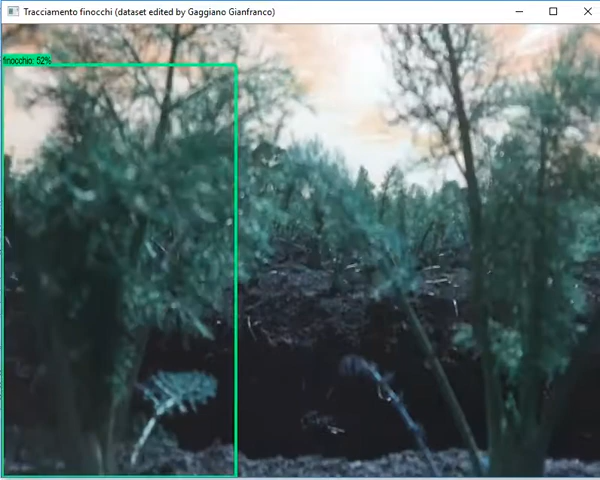 Tracciamento finocchi (dataset edited by Gaggiano Gianfranco)
finocchio: 52%